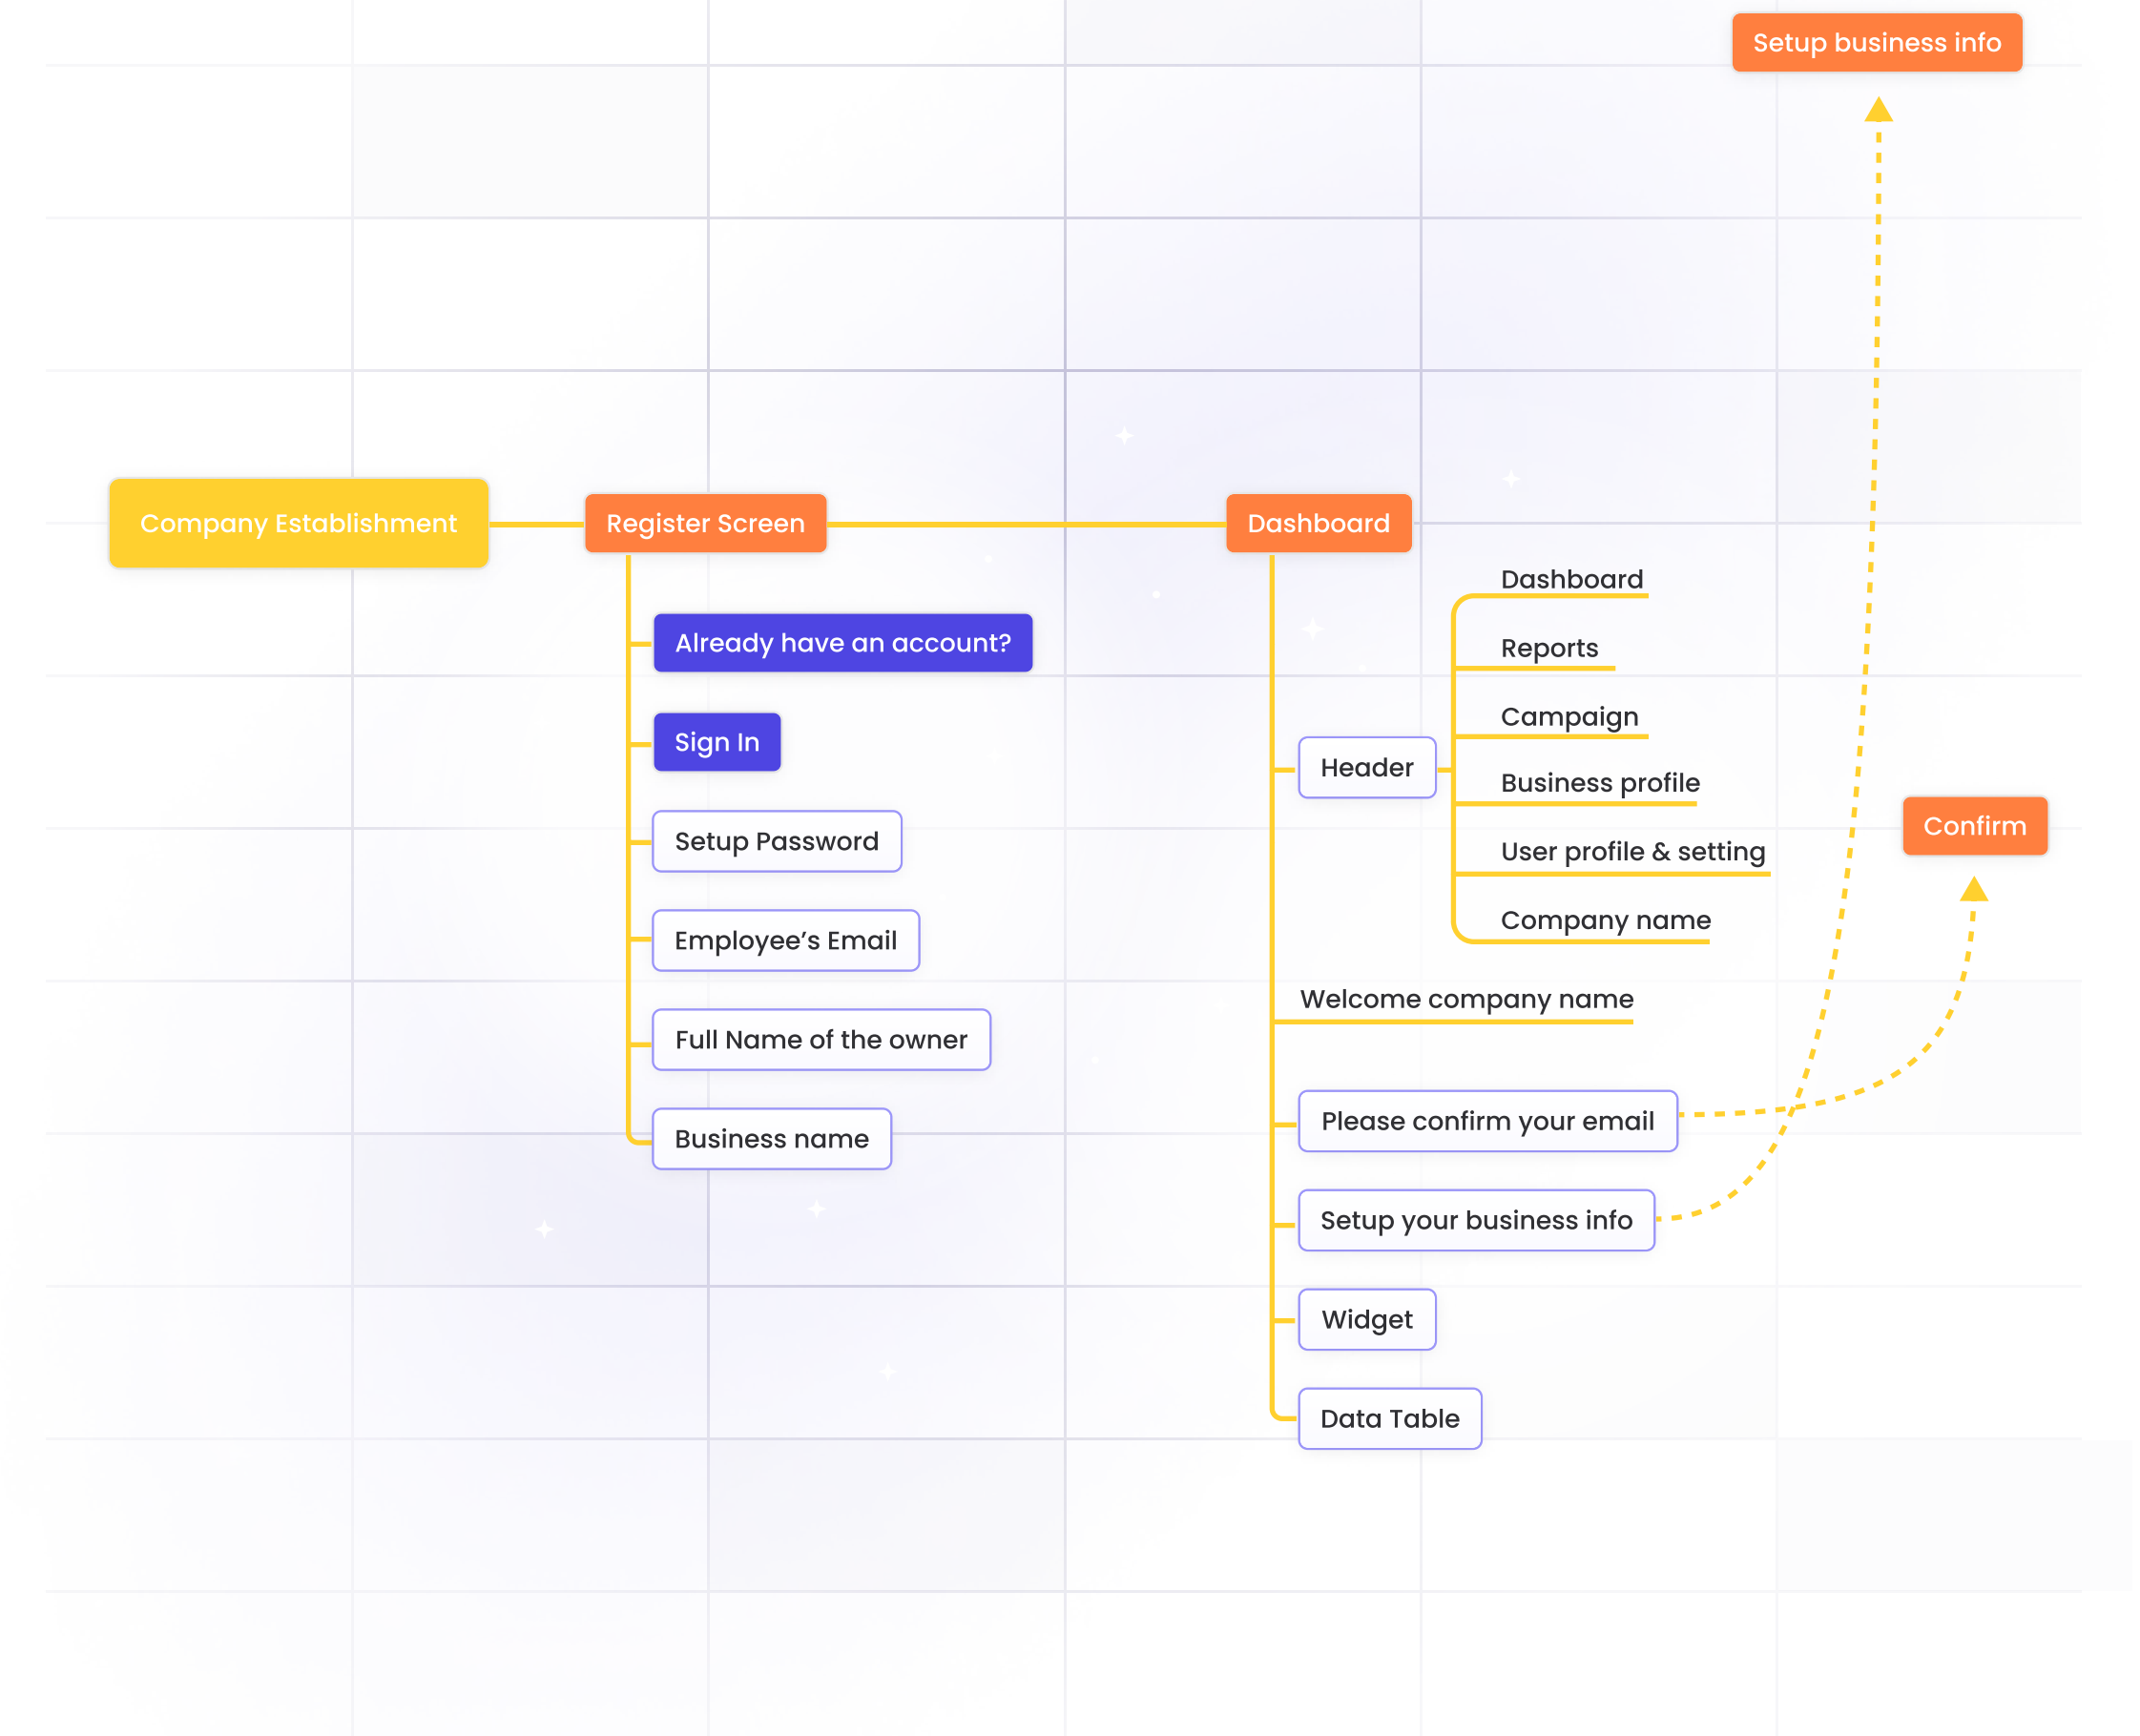 Setup business info
Company Establishment
Register Screen
Dashboard
Already have an account?
Sign In
Setup Password
Employee’s Email
Full Name of the owner
Business name
Header
Dashboard
Reports
Campaign
Business profile
User profile & setting
Company name
Confirm
Welcome company name
Please confirm your email
Setup your business info
Widget
Data Table